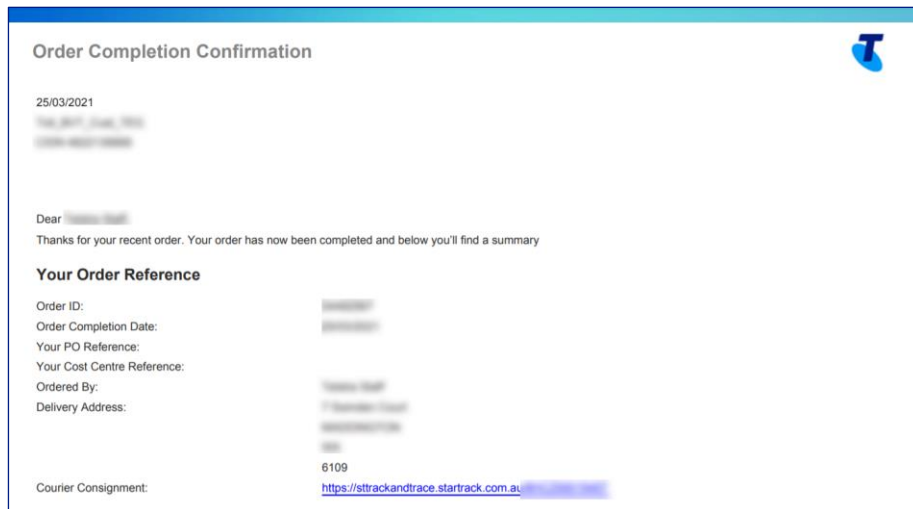 Order Completion Confirmation
T
25/03/2021
Dear
Thanks for your recent order. Your order has now been completed and below you'll find a summary
Your Order Reference
Order ID:
Order Completion Date:
Your PO Reference:
Your Cost Centre Reference:
Ordered By:
Delivery Address:
6109
Courier Consignment: https://sttrackandtrace.startrack.com.au